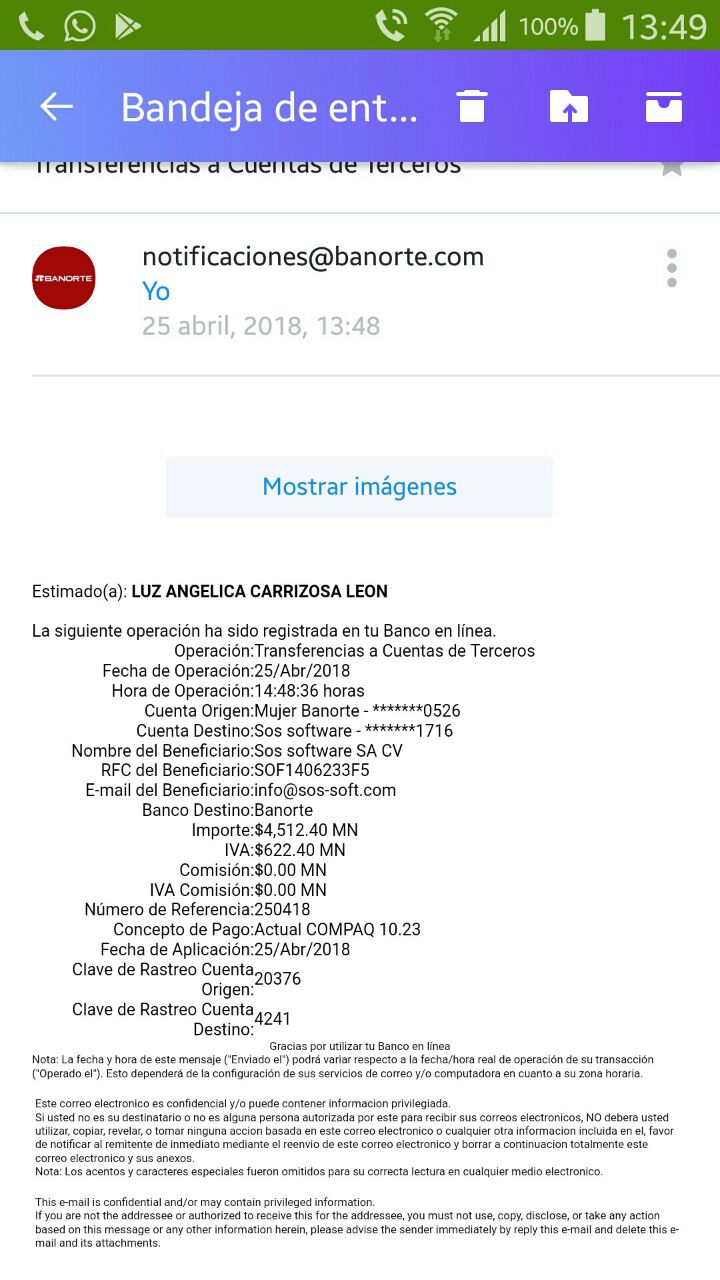 100% 13:49
Bandeja de ent...
Transferencias a Cuentas de Terceros
BANORTE
notificaciones@banorte.com
Yo
25 abril, 2018, 13:48
Mostrar imágenes
Estimado(a): LUZ ANGELICA CARRIZOSA LEON
La siguiente operación ha sido registrada en tu Banco en línea.
Operación:Transferencias a Cuentas de Terceros
Fecha de Operación:25/Abr/2018
Hora de Operación:14:48:36 horas
Cuenta Origen:Mujer Banorte - *******0526
Cuenta Destino:Sos software - *******1716
Nombre del Beneficiario:Sos software SA CV
RFC del Beneficiario:SOF1406233F5
E-mail del Beneficiario:info@sos-soft.com
Banco Destino:Banorte
Importe:$4,512.40 MN
IVA:$622.40 MN
Comisión:$0.00 MN
IVA Comisión:$0.00 MN
Número de Referencia:250418
Concepto de Pago:Actual COMPAQ 10.23
Fecha de Aplicación:25/Abr/2018
Clave de Rastreo Cuenta
Origen:20376
Clave de Rastreo Cuenta
Destino:4241
Gracias por utilizar tu Banco en línea
Nota: La fecha y hora de este mensaje ("Enviado el") podrá variar respecto a la fecha/hora real de operación de su transacción
("Operado el"). Esto dependerá de la configuración de sus servicios de correo y/o computadora en cuanto a su zona horaria.
Este correo electronico es confidencial y/o puede contener informacion privilegiada.
Si usted no es su destinatario o no es alguna persona autorizada por este para recibir sus correos electronicos, NO debera usted
utilizar, copiar, revelar, o tomar ninguna accion basada en este correo electronico o cualquier otra informacion incluida en el, favor
de notificar al remitente de inmediato mediante el reenvio de este correo electronico y borrar a continuacion totalmente este
correo electronico y sus anexos.
Nota: Los acentos y caracteres especiales fueron omitidos para su correcta lectura en cualquier medio electronico.
This e-mail is confidential and/or may contain privileged information.
If you are not the addressee or authorized to receive this for the addressee, you must not use, copy, disclose, or take any action
based on this message or any other information herein, please advise the sender immediately by reply this e-mail and delete this e-
mail and its attachments.